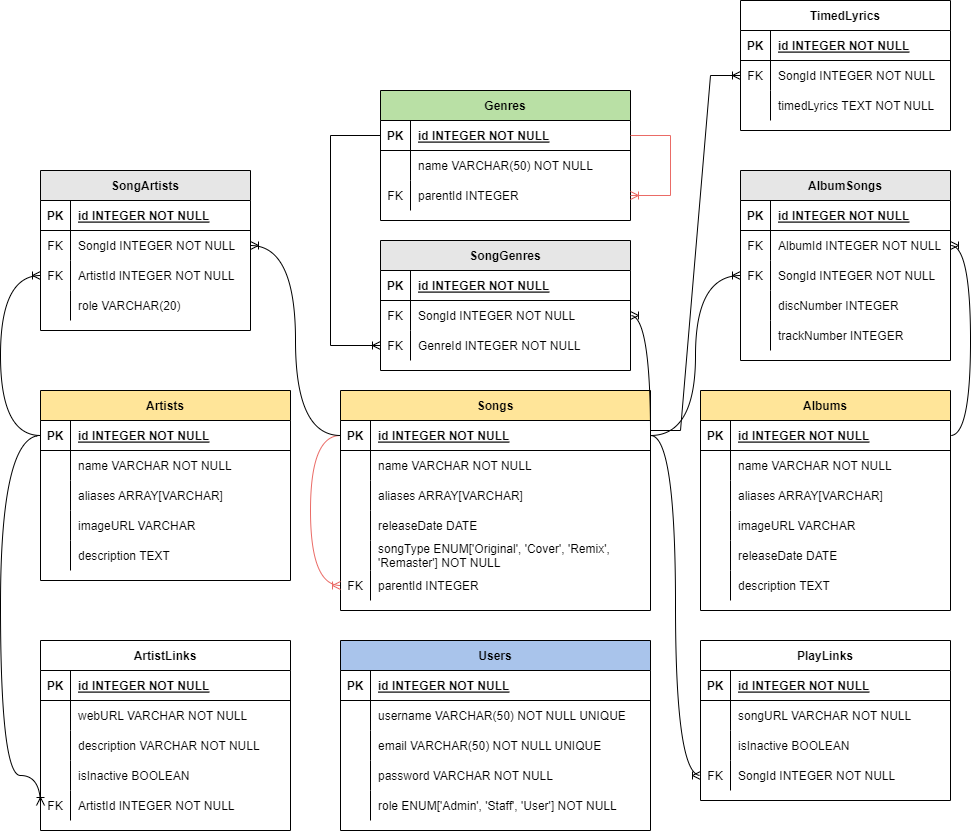 TimedLyrics
PK id INTEGER NOT NULL
FK SongId INTEGER NOT NULL
timedLyrics TEXT NOT NULL
Genres
PK id INTEGER NOT NULL
name VARCHAR(50) NOT NULL
FK parentId INTEGER
SongArtists
PK id INTEGER NOT NULL
FK SongId INTEGER NOT NULL
FK ArtistId INTEGER NOT NULL
role VARCHAR(20)
SongGenres
PK id INTEGER NOT NULL
FK SongId INTEGER NOT NULL
FK GenreId INTEGER NOT NULL
AlbumSongs
PK id INTEGER NOT NULL
FK AlbumId INTEGER NOT NULL
FK SongId INTEGER NOT NULL
discNumber INTEGER
trackNumber INTEGER
Artists
PK id INTEGER NOT NULL
name VARCHAR NOT NULL
aliases ARRAY[VARCHAR]
imageURL VARCHAR
description TEXT
Songs
PK id INTEGER NOT NULL
name VARCHAR NOT NULL
aliases ARRAY[VARCHAR]
releaseDate DATE
songType ENUM['Original', 'Cover', 'Remix',
'Remaster'] NOT NULL
FK parentId INTEGER
Albums
PK id INTEGER NOT NULL
name VARCHAR NOT NULL
aliases ARRAY[VARCHAR]
imageURL VARCHAR
releaseDate DATE
description TEXT
ArtistLinks
PK id INTEGER NOT NULL
webURL VARCHAR NOT NULL
description VARCHAR NOT NULL
isInactive BOOLEAN
FK ArtistId INTEGER NOT NULL
Users
PK id INTEGER NOT NULL
username VARCHAR(50) NOT NULL UNIQUE
email VARCHAR(50) NOT NULL UNIQUE
password VARCHAR NOT NULL
role ENUM['Admin', 'Staff', 'User'] NOT NULL
PlayLinks
PK id INTEGER NOT NULL
songURL VARCHAR NOT NULL
isInactive BOOLEAN
FK SongId INTEGER NOT NULL